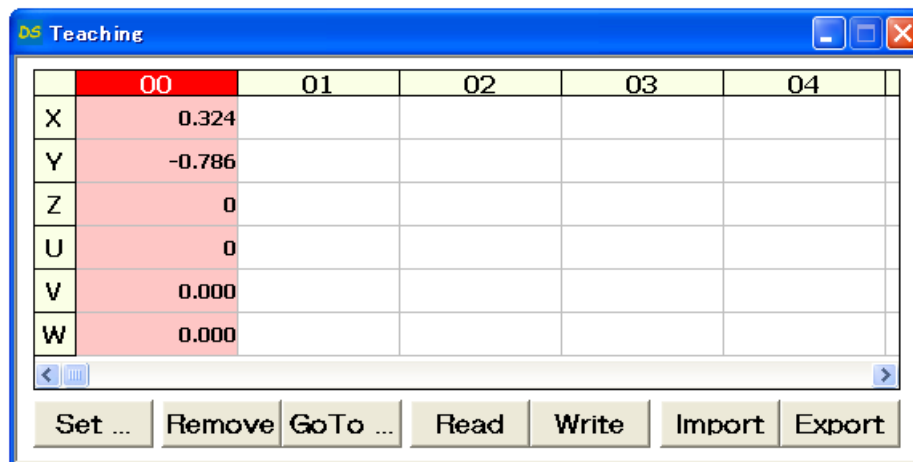 DS Teaching
00 01 02 03 04
X 0.324
Y -0.786
Z 0
U 0
V 0.000
W 0.000
Set ... Remove GoTo ... Read Write Import Export